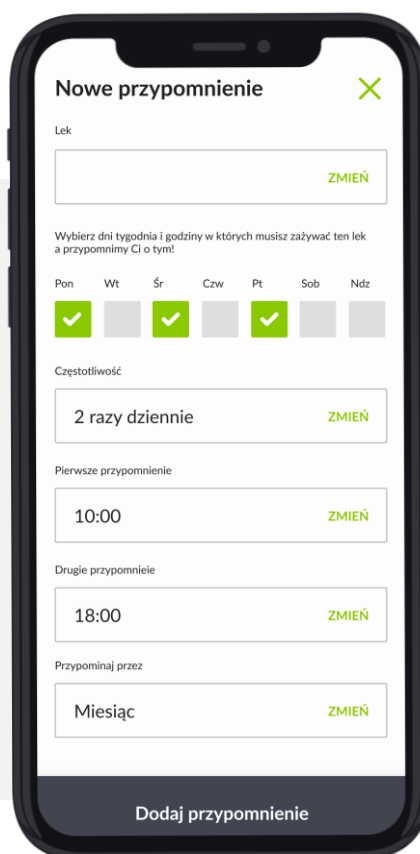 Nowe przypomnienie
Lek
ZMIEŃ
Wybierz dni tygodnia i godziny w których musisz zażywać ten lek
a przypomnimy Ci o tym!
Pon Wt Śr Czw Pt Sob Ndz
Częstotliwość
2 razy dziennie ZMIEŃ
Pierwsze przypomnienie
10:00 ZMIEŃ
Drugie przypomnieie
18:00 ZMIEŃ
Przypominaj przez
Miesiąc ZMIEŃ
Dodaj przypomnienie